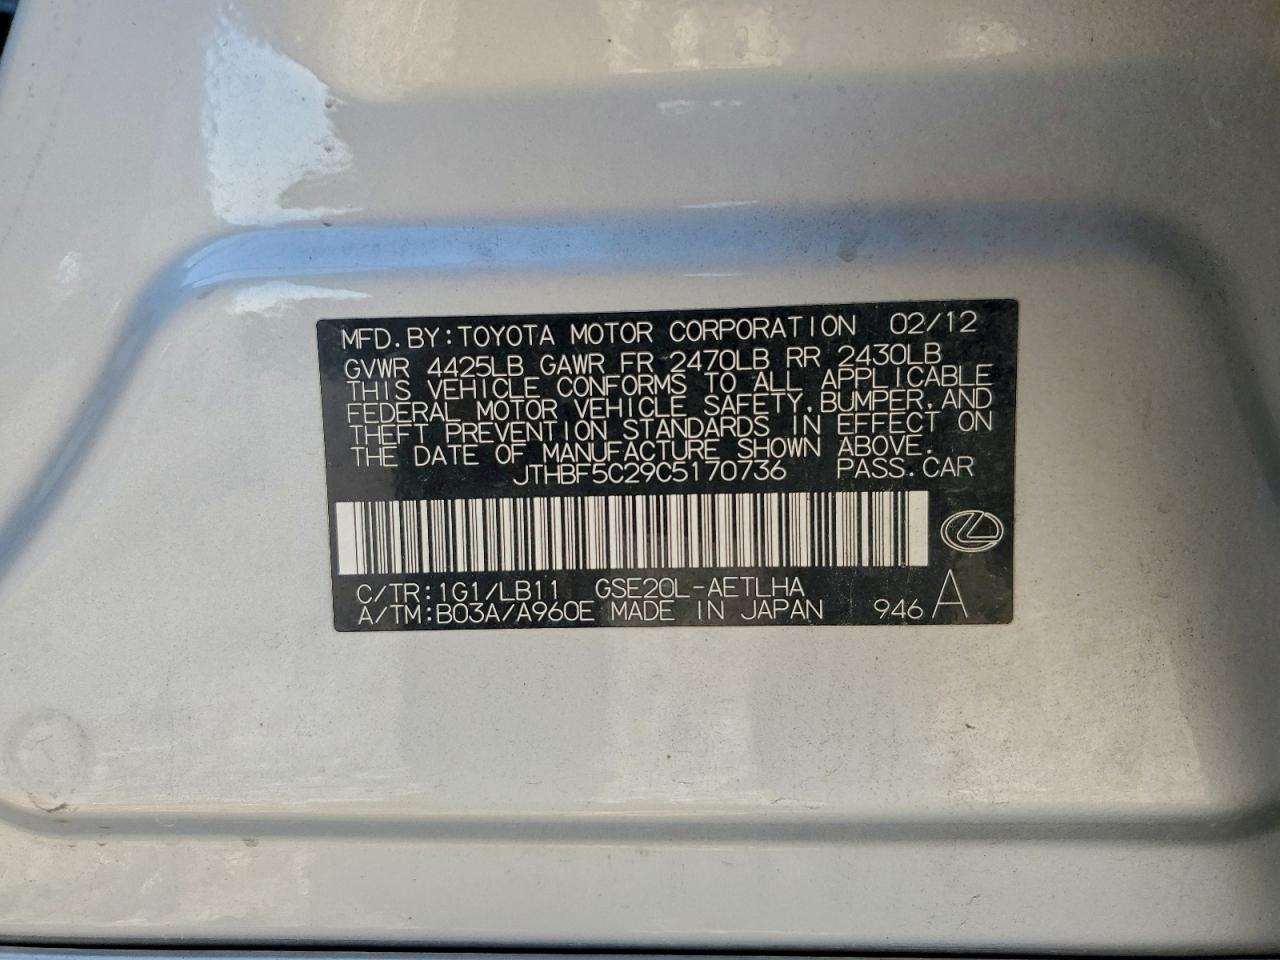 MFD.BY:TOYOTA MOTOR CORPORATION 02/12
GVWR 4425LB GAWR FR 2470LB RR 2430LB
THIS VEHICLE CONFORMS TO ALL APPLICABLE
FEDERAL MOTOR VEHICLE SAFETY,BUMPER,AND
THEFT PREVENTION STANDARDS IN EFFECT ON
THE DATE OF MANUFACTURE SHOWN ABOVE.
JTHBF5C29C5170736 PASS.CAR
C/TR:1G1/LB11 GSE20L-AETLHA
A/TM:B03A/A960E MADE IN JAPAN 946 A